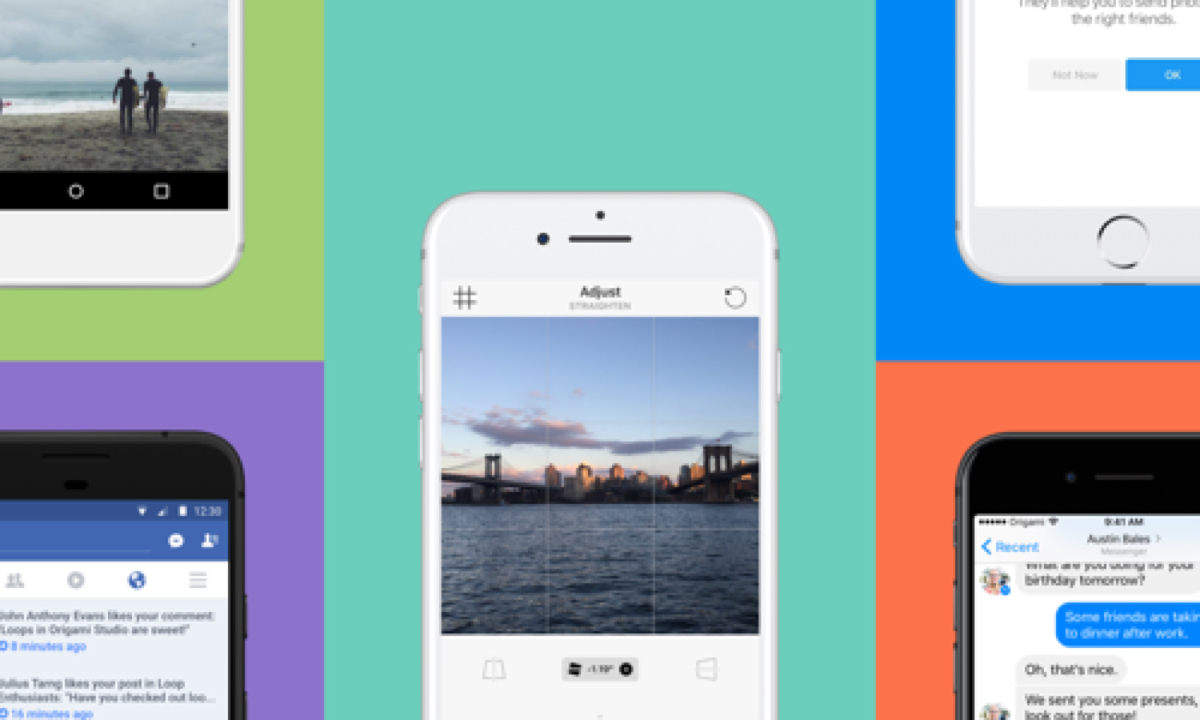 They'll help you to send
the right friends.
Not Now
OK
Adjust
STRAIGHTEN
-1.19°
12:30
John Anthony Evans likes your comment:
"Loops in Origami Studio are sweet!"
8 minutes ago
Julius Tarng likes your post in Loop
Enthusiasts: "Have you checked out loo...
16 minutes ago
Origami
9:41 AM
Recent
Austin Bales
Messenger
What are you doing for your
birthday tomorrow?
Some friends are
to dinner after work.
Oh, that's nice.
We sent you some presents,
look out for those!